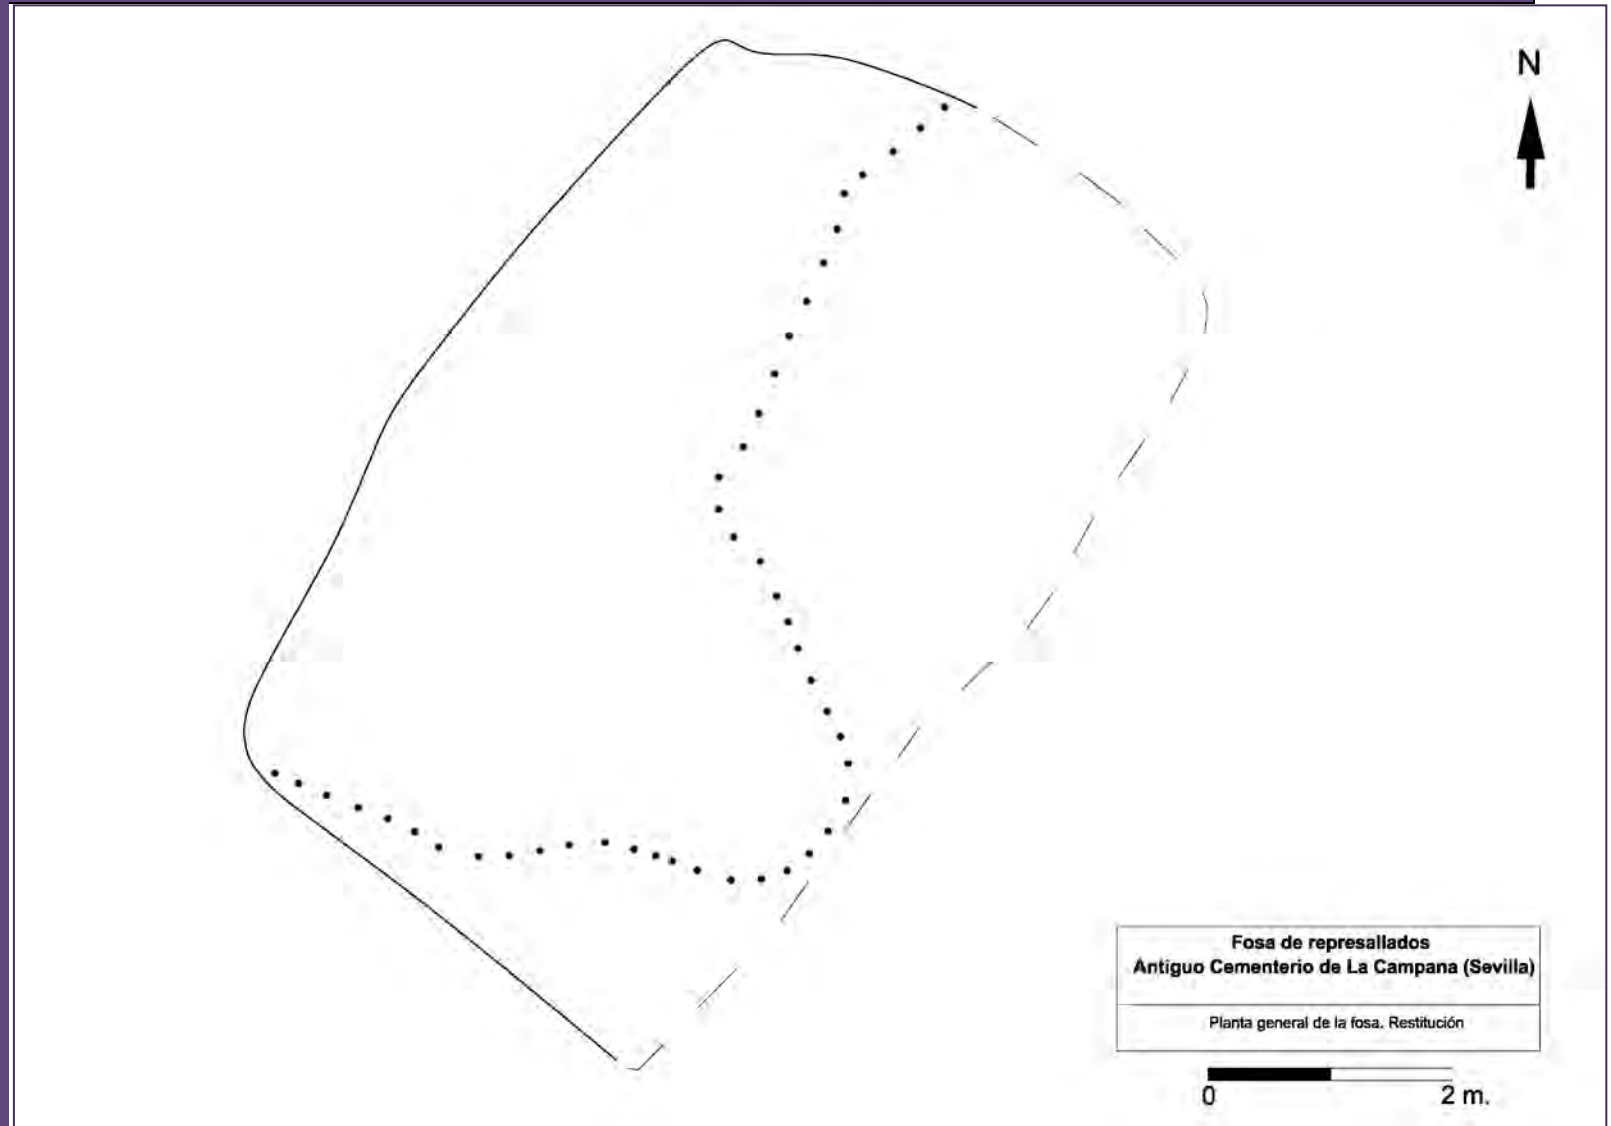 N
Fosa de represallados
Antiguo Cementerio de La Campana (Sevilla)
Planta general de la fosa. Restitución
0 2 m.